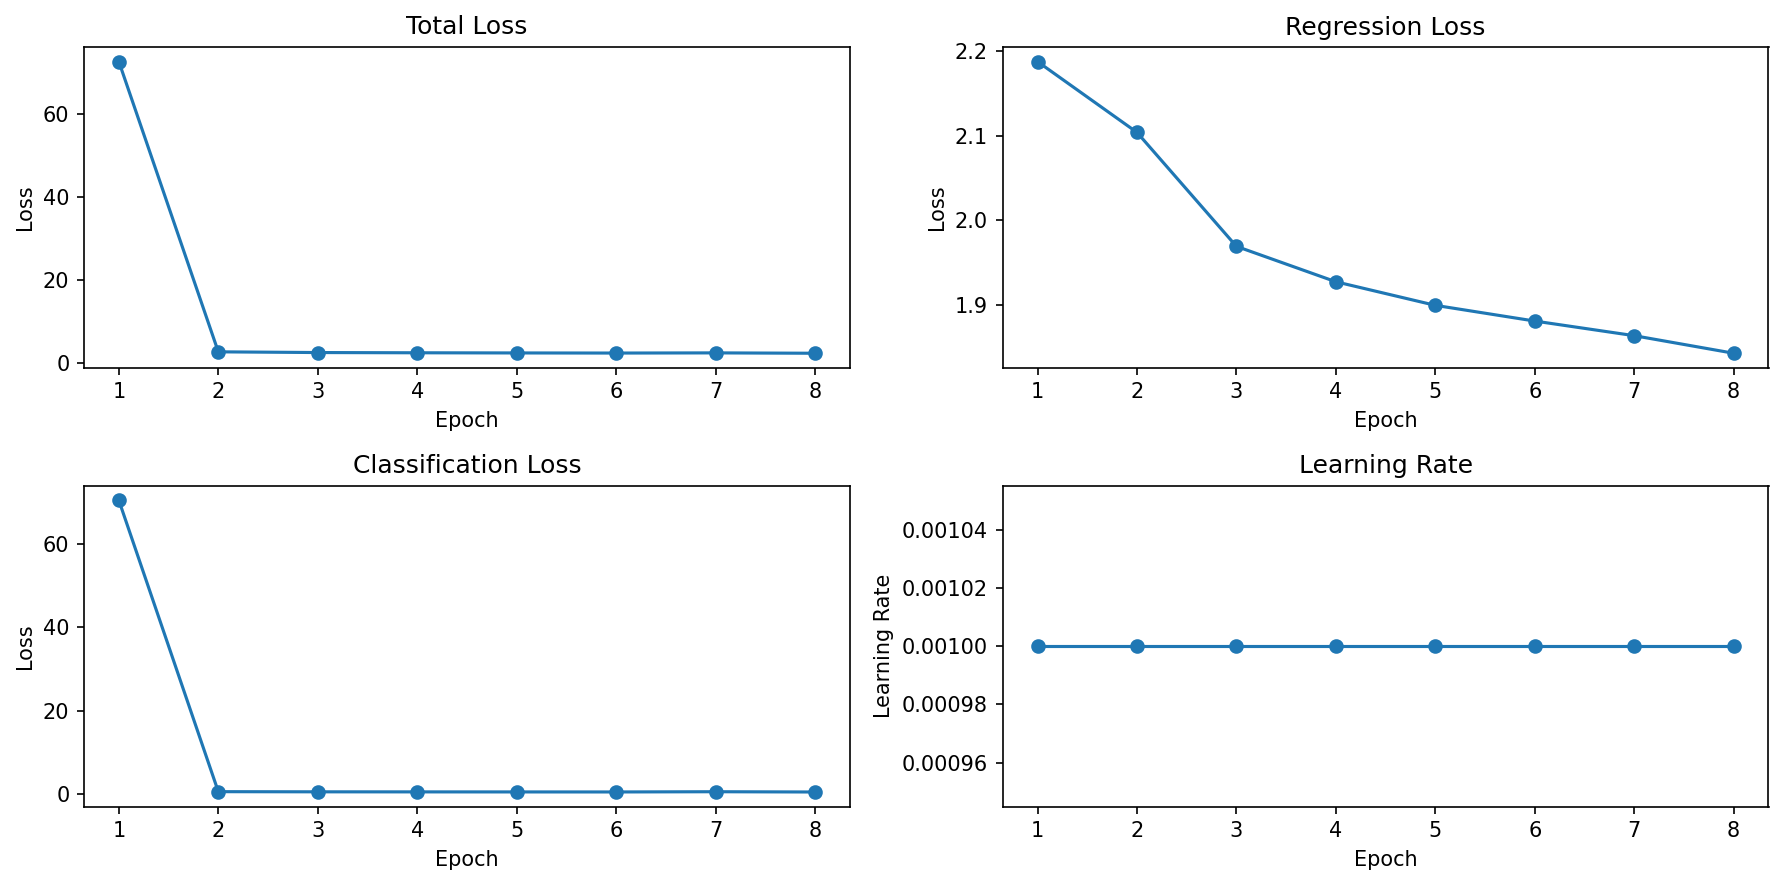 Total Loss
Loss
60
40
20
0
1 2 3 4 5 6 7 8
Epoch
Regression Loss
Loss
2.2
2.1
2.0
1.9
1 2 3 4 5 6 7 8
Epoch
Classification Loss
Loss
60
40
20
0
1 2 3 4 5 6 7 8
Epoch
Learning Rate
Learning Rate
0.00104
0.00102
0.00100
0.00098
0.00096
1 2 3 4 5 6 7 8
Epoch